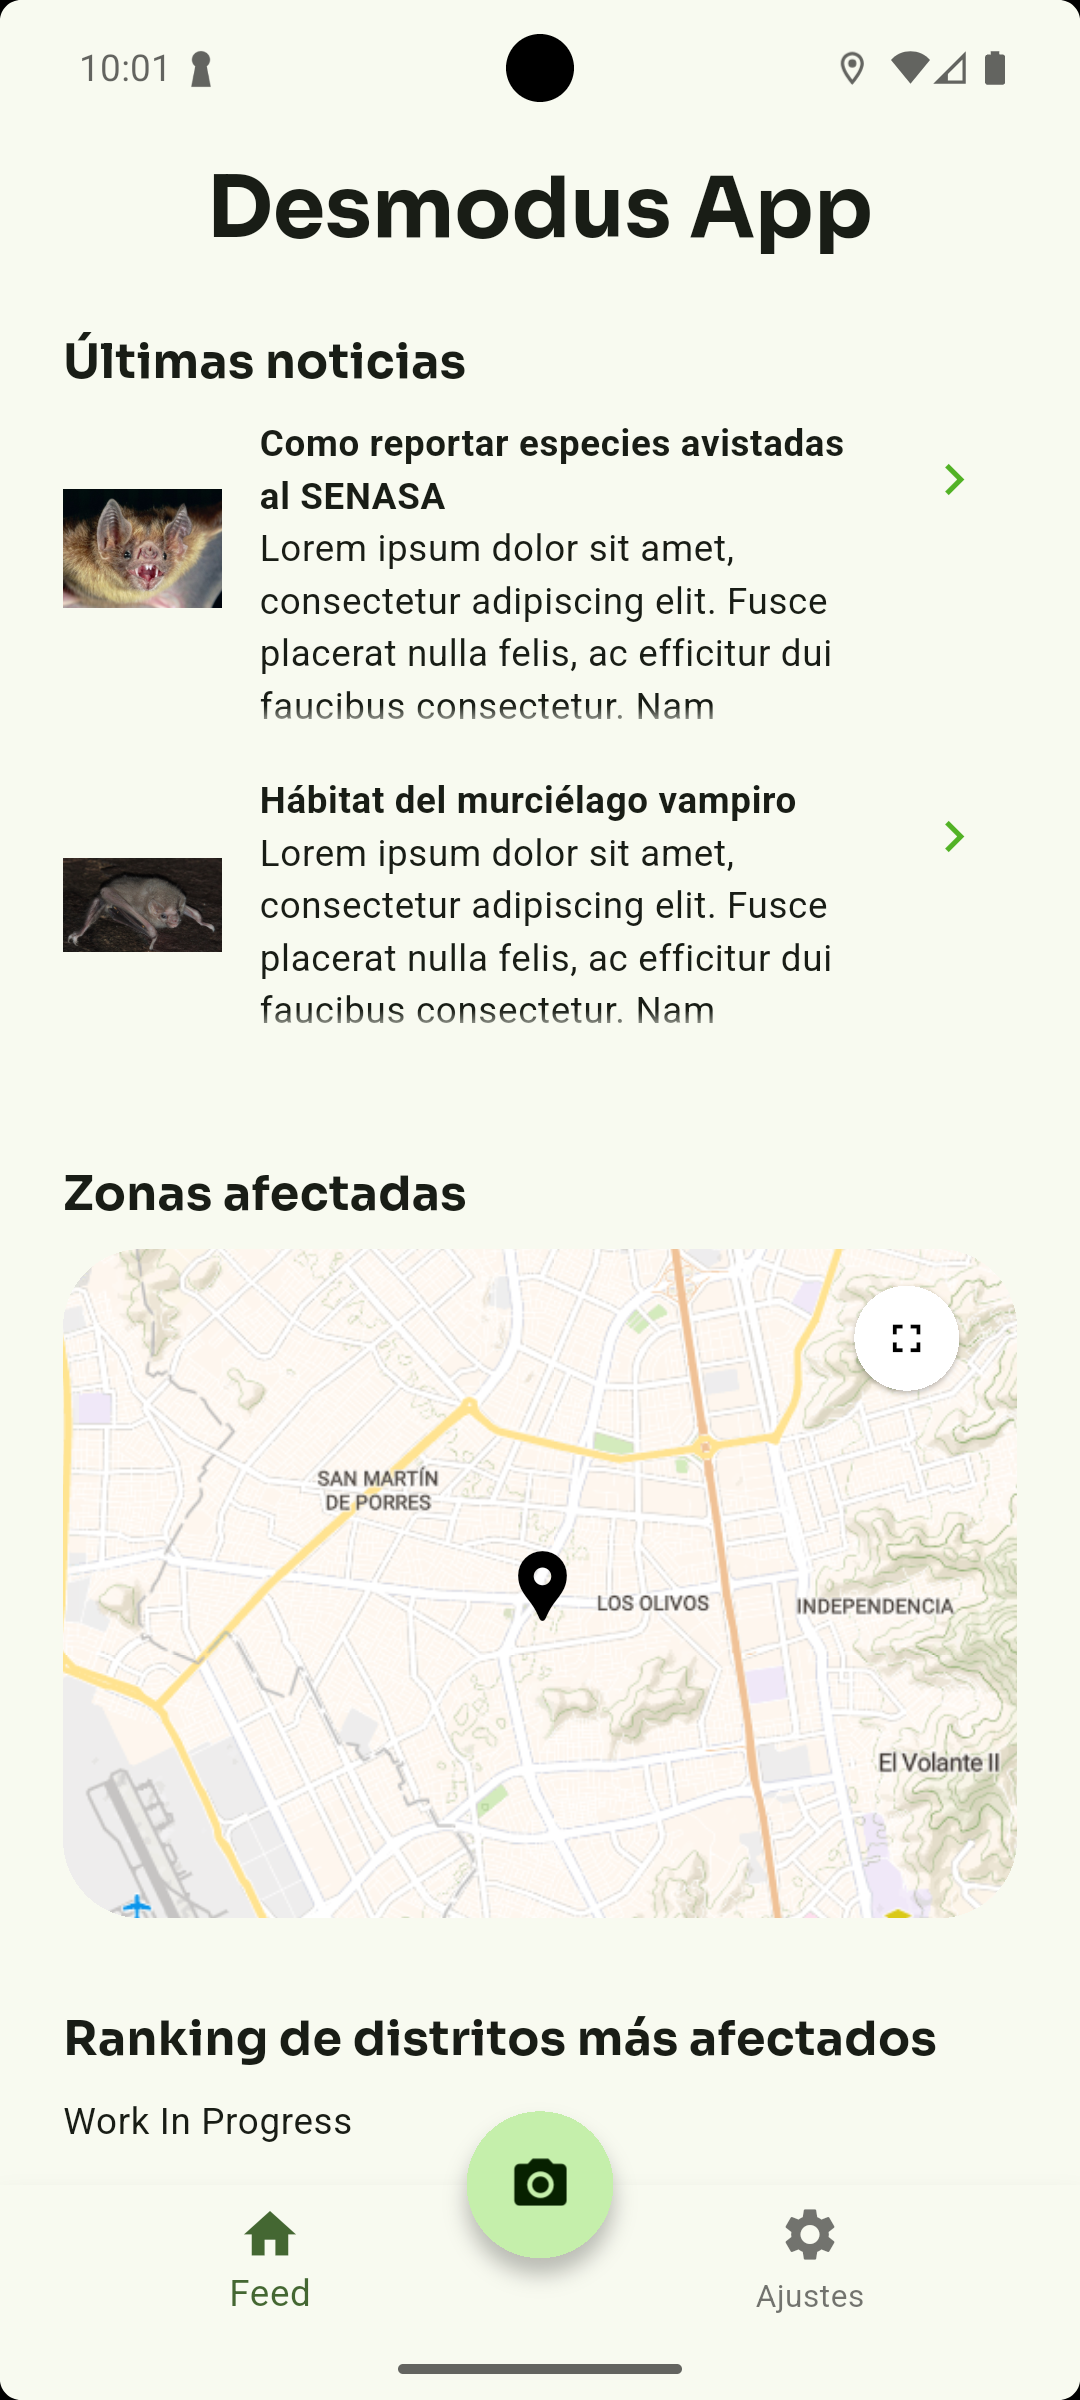 10:01
Desmodus App
Últimas noticias
Como reportar especies avistadas
al SENASA
Lorem ipsum dolor sit amet,
consectetur adipiscing elit. Fusce
placerat nulla felis, ac efficitur dui
faucibus consectetur. Nam
Hábitat del murciélago vampiro
Lorem ipsum dolor sit amet,
consectetur adipiscing elit. Fusce
placerat nulla felis, ac efficitur dui
faucibus consectetur. Nam
Zonas afectadas
SAN MARTÍN
DE PORRES
LOS OLIVOS
INDEPENDENCIA
El Volante II
Ranking de distritos más afectados
Work In Progress
Feed
Ajustes